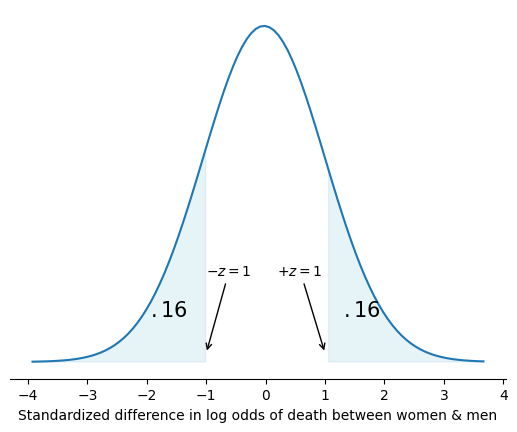 −z = 1
+z = 1
.16
.16
−4 −3 −2 −1 0 1 2 3 4
Standardized difference in log odds of death between women & men